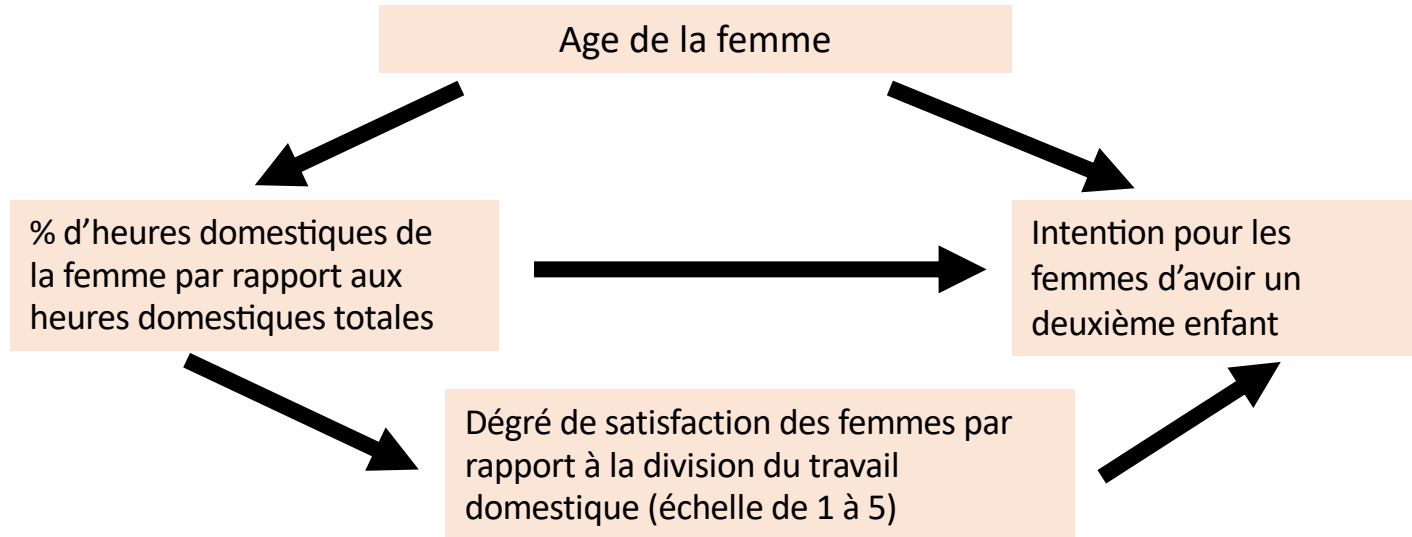 Age de la femme
% d’heures domestiques de
la femme par rapport aux
heures domestiques totales
Intention pour les
femmes d’avoir un
deuxième enfant
Dégré de satisfaction des femmes par
rapport à la division du travail
domestique (échelle de 1 à 5)